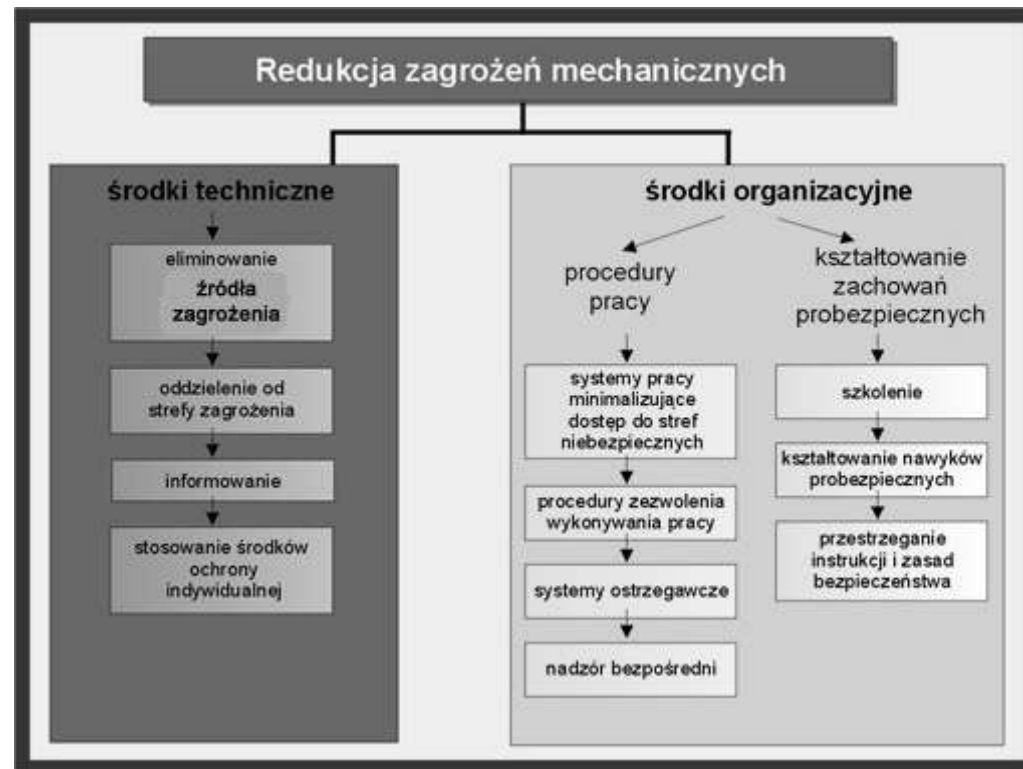 Redukcja zagrożeń mechanicznych
środki techniczne
eliminowanie
źródła
zagrożenia
oddzielenie od
strefy zagrożenia
informowanie
stosowanie środków
ochrony
indywidualnej
środki organizacyjne
procedury
pracy
systemy pracy
minimalizujące
dostęp do stref
niebezpiecznych
procedury zezwolenia
wykonywania pracy
systemy ostrzegawcze
nadzór bezpośredni
kształtowanie
zachowań
probezpiecznych
szkolenie
kształtowanie nawyków
probezpiecznych
przestrzeganie
instrukcji i zasad
bezpieczeństwa